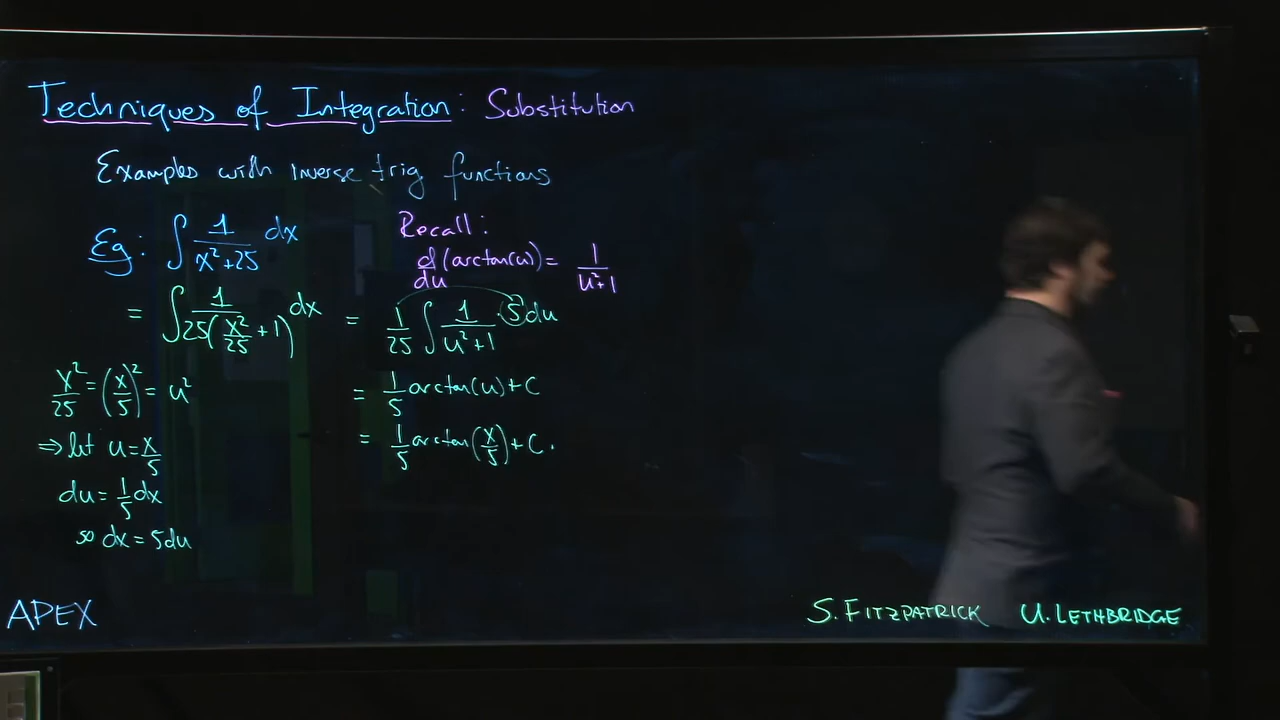 Techniques of Integration: Substitution
Examples with inverse trig functions
Eg: ∫ 1/(x²+25) dx
Recall:
d/du (arctan(u)) = 1/(u²+1)
= ∫ 1/(25(x²/25 + 1)) dx = 1/25 ∫ 1/(u²+1) · 5 du
x²/25 = (x/5)² = u²
⇒ let u = x/5
du = 1/5 dx
so dx = 5du
= 1/5 arctan(u) + C
= 1/5 arctan(x/5) + C.
APEX
S. FITZPATRICK U. LETHBRIDGE